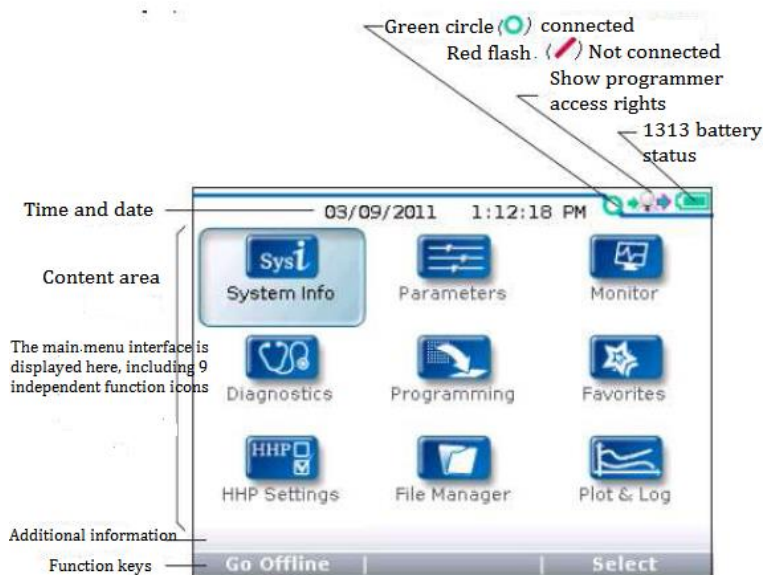 Green circle (O) connected
Red flash. (/) Not connected
Show programmer
access rights
1313 battery
status
Time and date
03/09/2011 1:12:18 PM
Content area
Sysi
System Info
Parameters
Monitor
The main menu interface is
displayed here, including 9
independent function icons
Diagnostics
Programming
Favorites
HHP
HHP Settings
File Manager
Plot & Log
Additional information
Function keys
Go Offline
Select